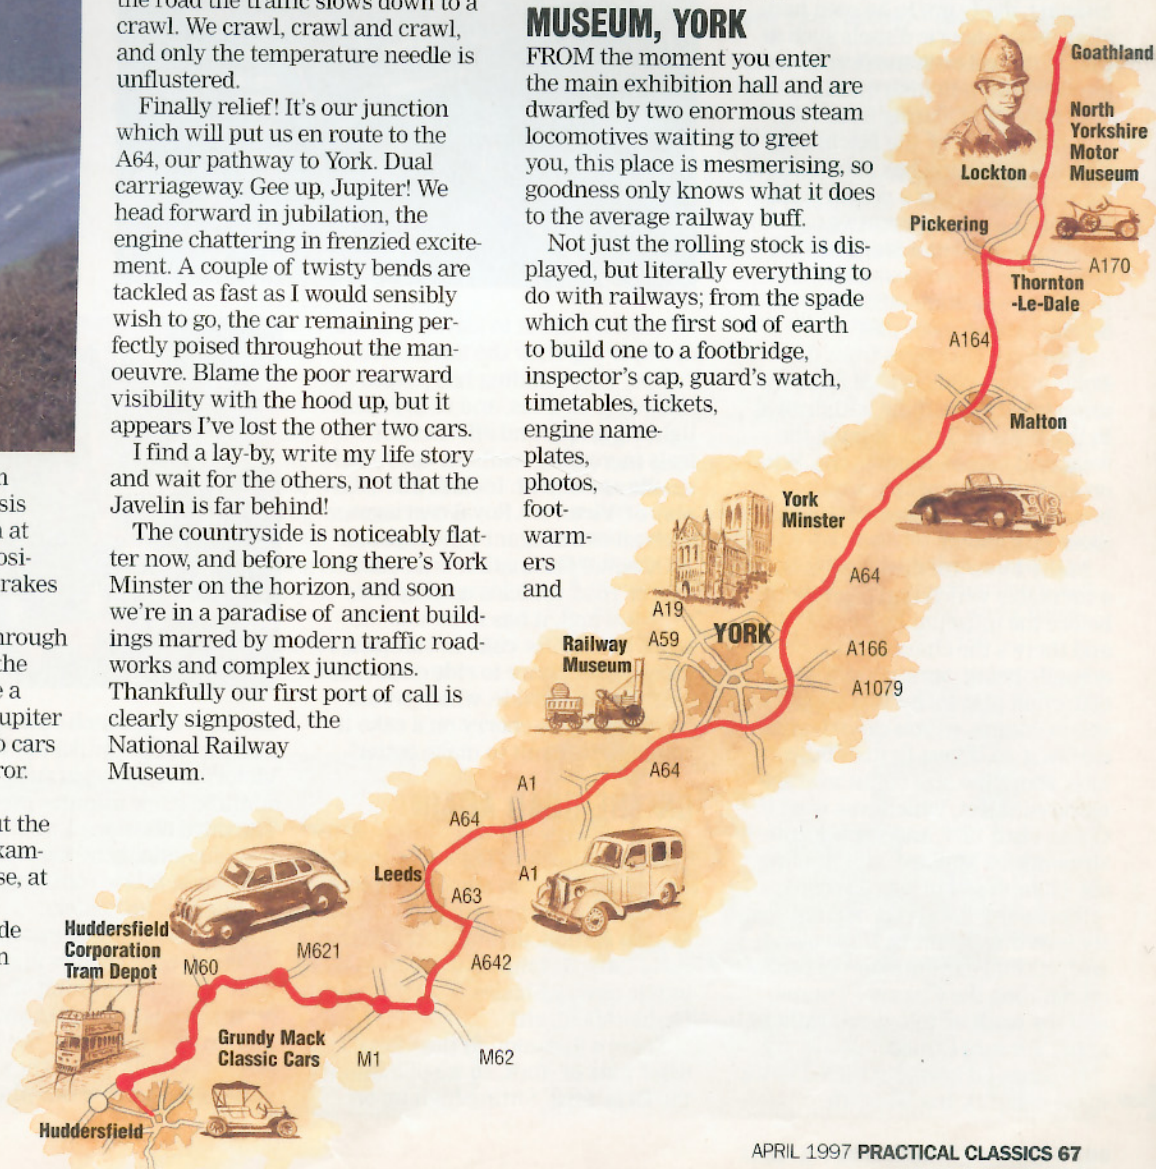 the road the traffic slows down to a
crawl. We crawl, crawl and crawl,
and only the temperature needle is
unflustered.
Finally relief! It's our junction
which will put us en route to the
A64, our pathway to York. Dual
carriageway. Gee up, Jupiter! We
head forward in jubilation, the
engine chattering in frenzied excite-
ment. A couple of twisty bends are
tackled as fast as I would sensibly
wish to go, the car remaining per-
fectly poised throughout the man-
oeuvre. Blame the poor rearward
visibility with the hood up, but it
appears I've lost the other two cars.
I find a lay-by, write my life story
and wait for the others, not that the
Javelin is far behind!
The countryside is noticeably flat-
ter now, and before long there's York
Minster on the horizon, and soon
we're in a paradise of ancient build-
ings marred by modern traffic road-
works and complex junctions.
Thankfully our first port of call is
clearly signposted, the
National Railway
Museum.
MUSEUM, YORK
FROM the moment you enter
the main exhibition hall and are
dwarfed by two enormous steam
locomotives waiting to greet
you, this place is mesmerising, so
goodness only knows what it does
to the average railway buff.
Not just the rolling stock is dis-
played, but literally everything to
do with railways; from the spade
which cut the first sod of earth
to build one to a footbridge,
inspector's cap, guard's watch,
timetables, tickets,
engine name-
plates,
photos,
foot-
warm-
ers
and
Goathland
North
Yorkshire
Motor
Museum
Lockton
Pickering
A170
Thornton
-Le-Dale
A164
Malton
York
Minster
A64
A19
A59
YORK
A166
A1079
Railway
Museum
A64
A1
A64
Leeds
A1
A63
Huddersfield
Corporation
Tram Depot
M60
M621
A642
Grundy Mack
Classic Cars
M1
M62
Huddersfield
APRIL 1997 PRACTICAL CLASSICS 67